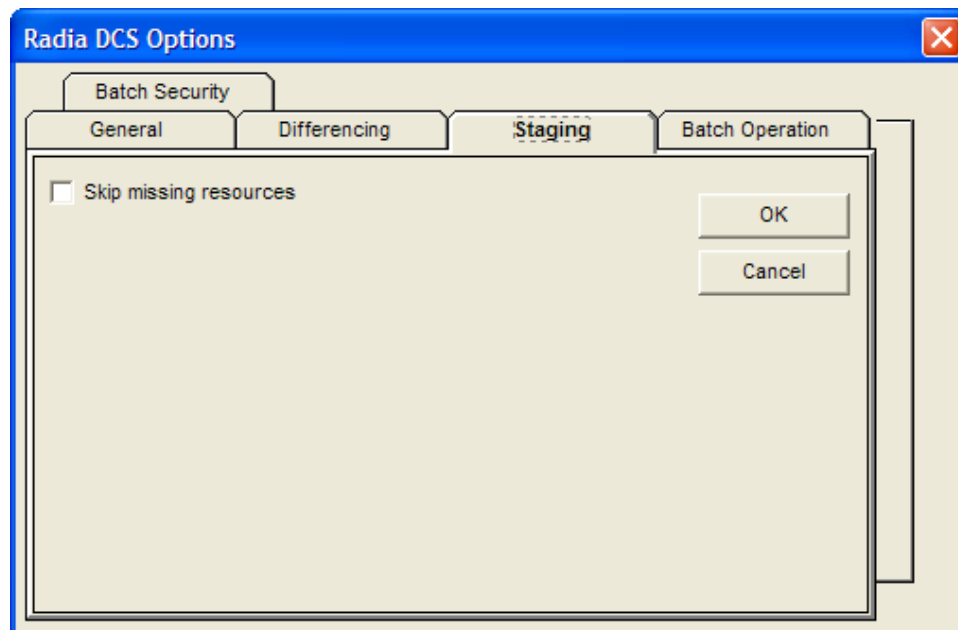 Radia DCS Options
Batch Security
General Differencing Staging Batch Operation
Skip missing resources
OK
Cancel